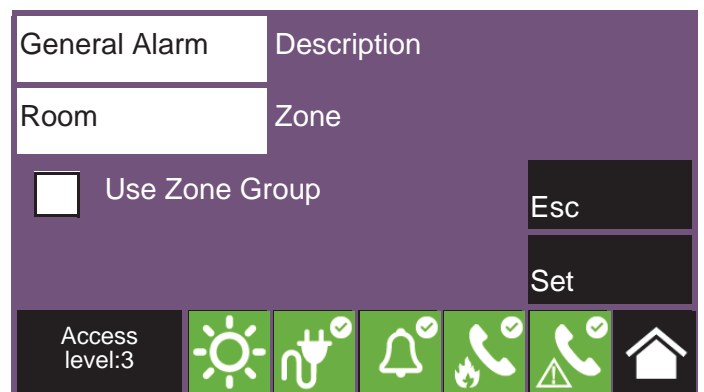 General Alarm Description
Room Zone
Use Zone Group
Esc
Set
Access
level:3